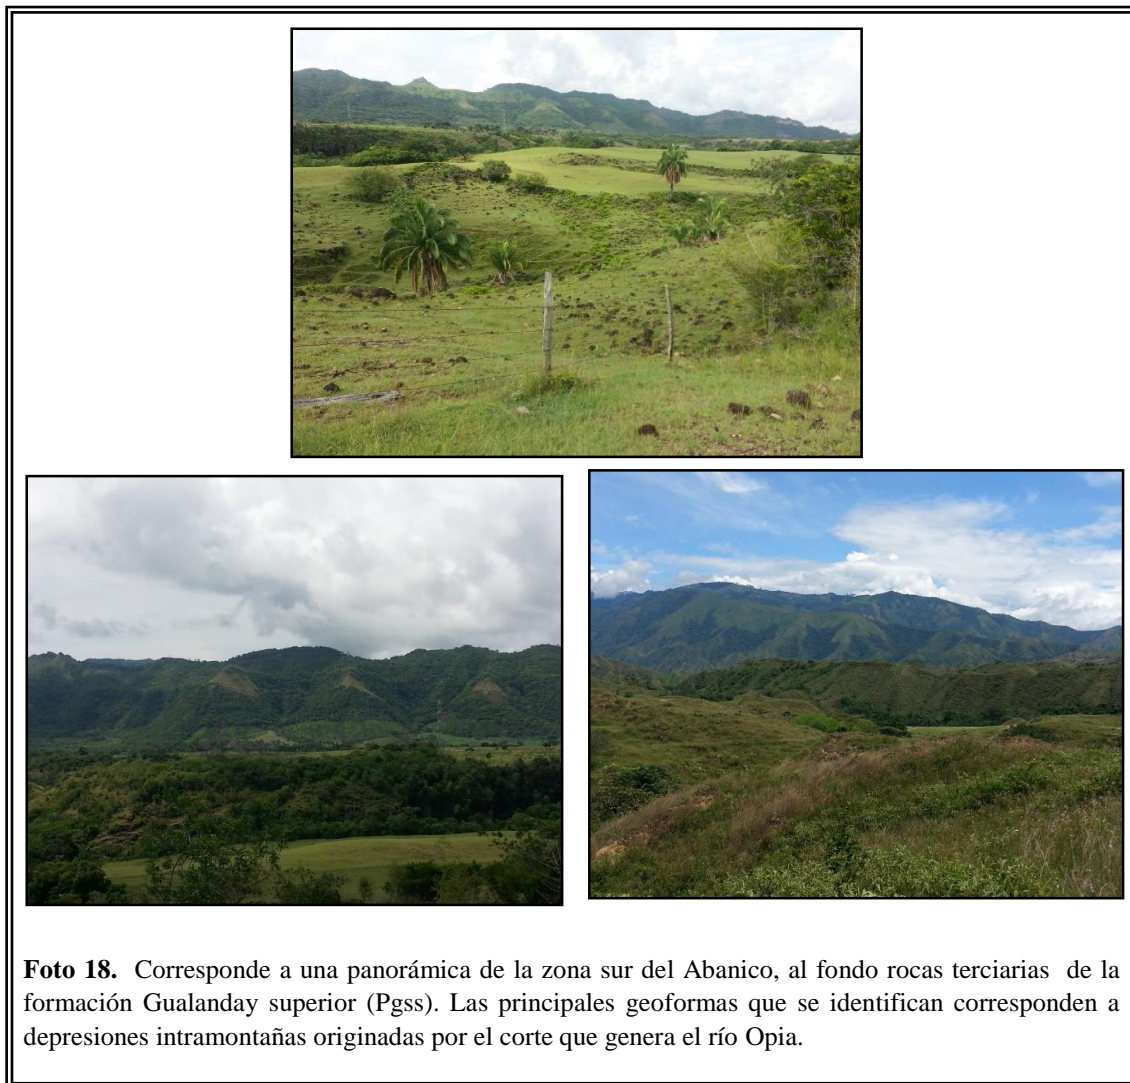 Foto 18. Corresponde a una panorámica de la zona sur del Abanico, al fondo rocas terciarias de la
formación Gualanday superior (Pgss). Las principales geoformas que se identifican corresponden a
depresiones intramontañas originadas por el corte que genera el río Opia.